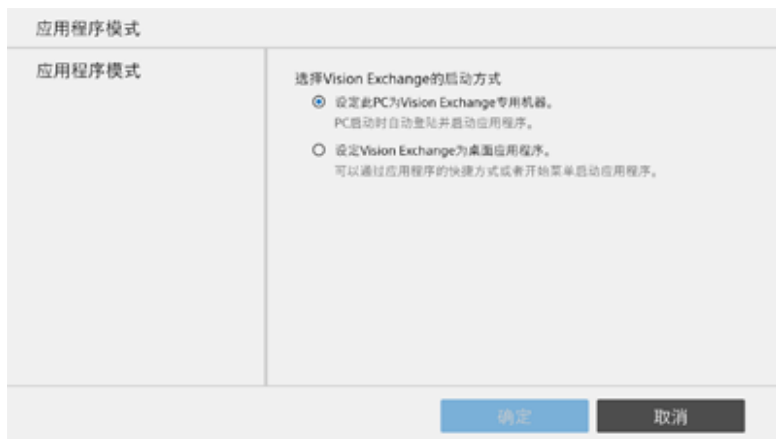 应用程序模式
应用程序模式
选择Vision Exchange的启动方式
设定此PC为Vision Exchange专用机器。
PC启动时自动登陆并启动应用程序。
设定Vision Exchange为桌面应用程序。
可以通过应用程序的快捷方式或者开始菜单启动应用程序。
确定
取消